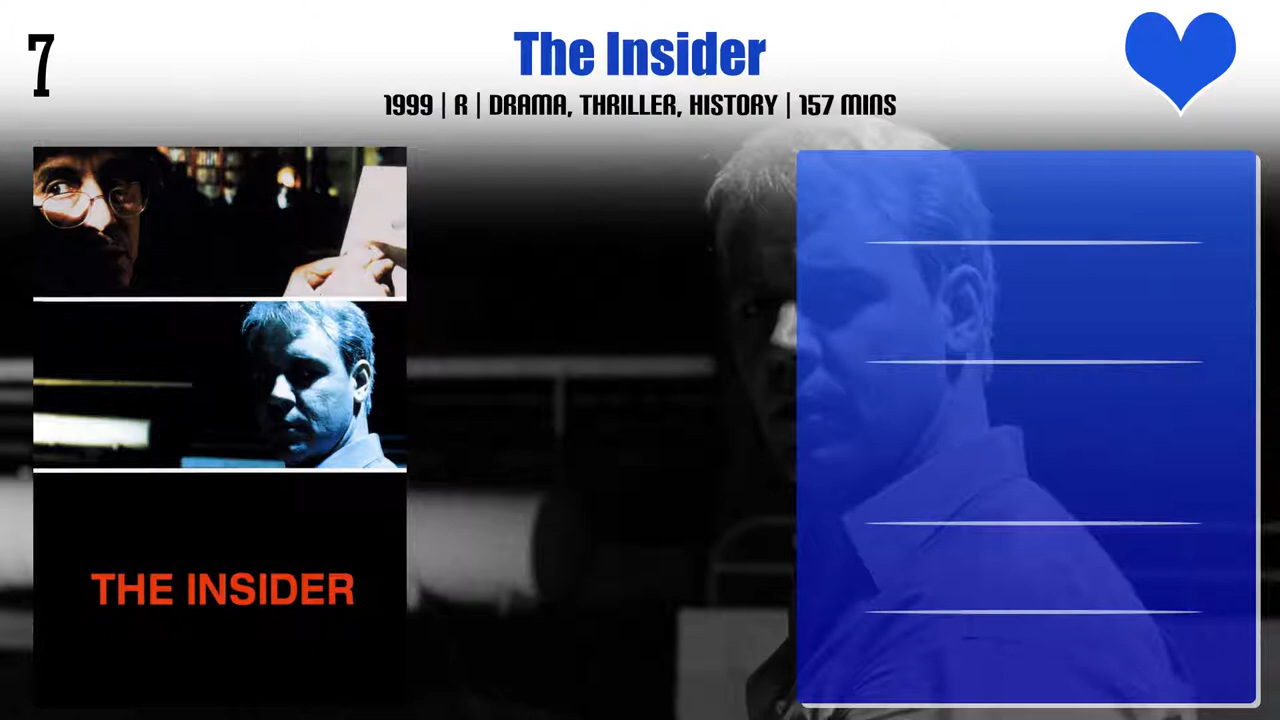 7
The Insider
1999 | R | DRAMA, THRILLER, HISTORY | 157 MINS
THE INSIDER